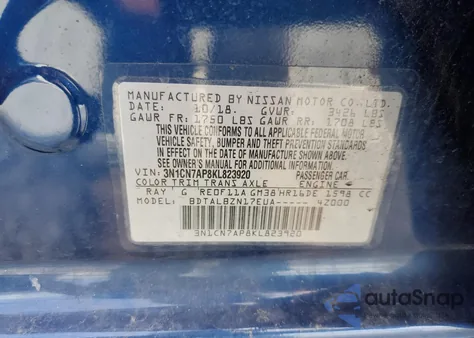 MANUFACTURED BY NISSAN MOTOR CO., LTD.
DATE: 10/18. GVWR: 3426 LBS
GAWR FR: 1750 LBS GAWR RR: 1708 LBS
THIS VEHICLE CONFORMS TO ALL APPLICABLE FEDERAL MOTOR
VEHICLE SAFETY, BUMPER AND THEFT PREVENTION STANDARDS
IN EFFECT ON THE DATE OF MANUFACTURE SHOWN ABOVE.
SEE OWNER'S MANUAL FOR ADDITIONAL INFORMATION
VIN: 3N1CN7AP8KL823920 PASSENGER CAR
COLOR TRIM TRANS AXLE ENGINE
RAY G RE0F11A GM38 HR16DE 1598 CC
MODEL: BDTALBZN17EUA----- 4Z000
3N1CN7AP8KL823920
autoSnap